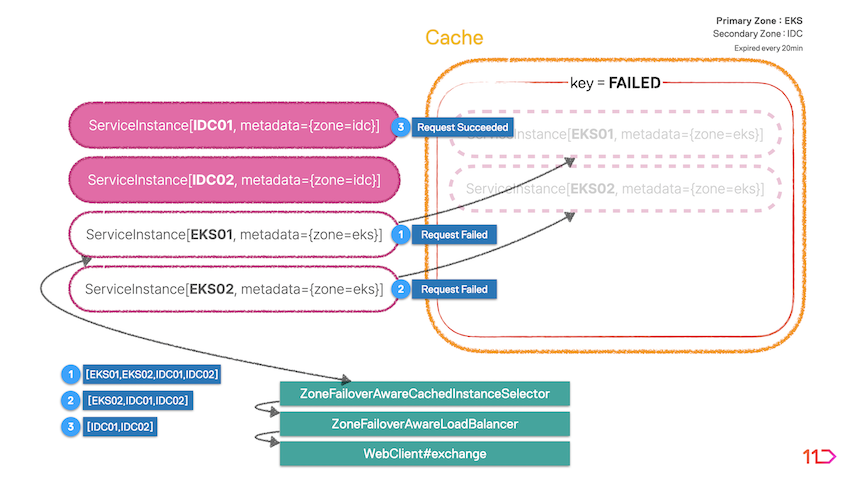 Primary Zone : EKS
Secondary Zone : IDC
Expired every 20min
Cache
key = FAILED
ServiceInstance[IDC01, metadata={zone=idc}]
3
Request Succeeded
ServiceInstance[EKS01, metadata={zone=eks}]
ServiceInstance[IDC02, metadata={zone=idc}]
ServiceInstance[EKS02, metadata={zone=eks}]
ServiceInstance[EKS01, metadata={zone=eks}]
1
Request Failed
ServiceInstance[EKS02, metadata={zone=eks}]
2
Request Failed
1
[EKS01,EKS02,IDC01,IDC02]
2
[EKS02,IDC01,IDC02]
3
[IDC01,IDC02]
ZoneFailoverAwareCachedInstanceSelector
ZoneFailoverAwareLoadBalancer
WebClient#exchange
11